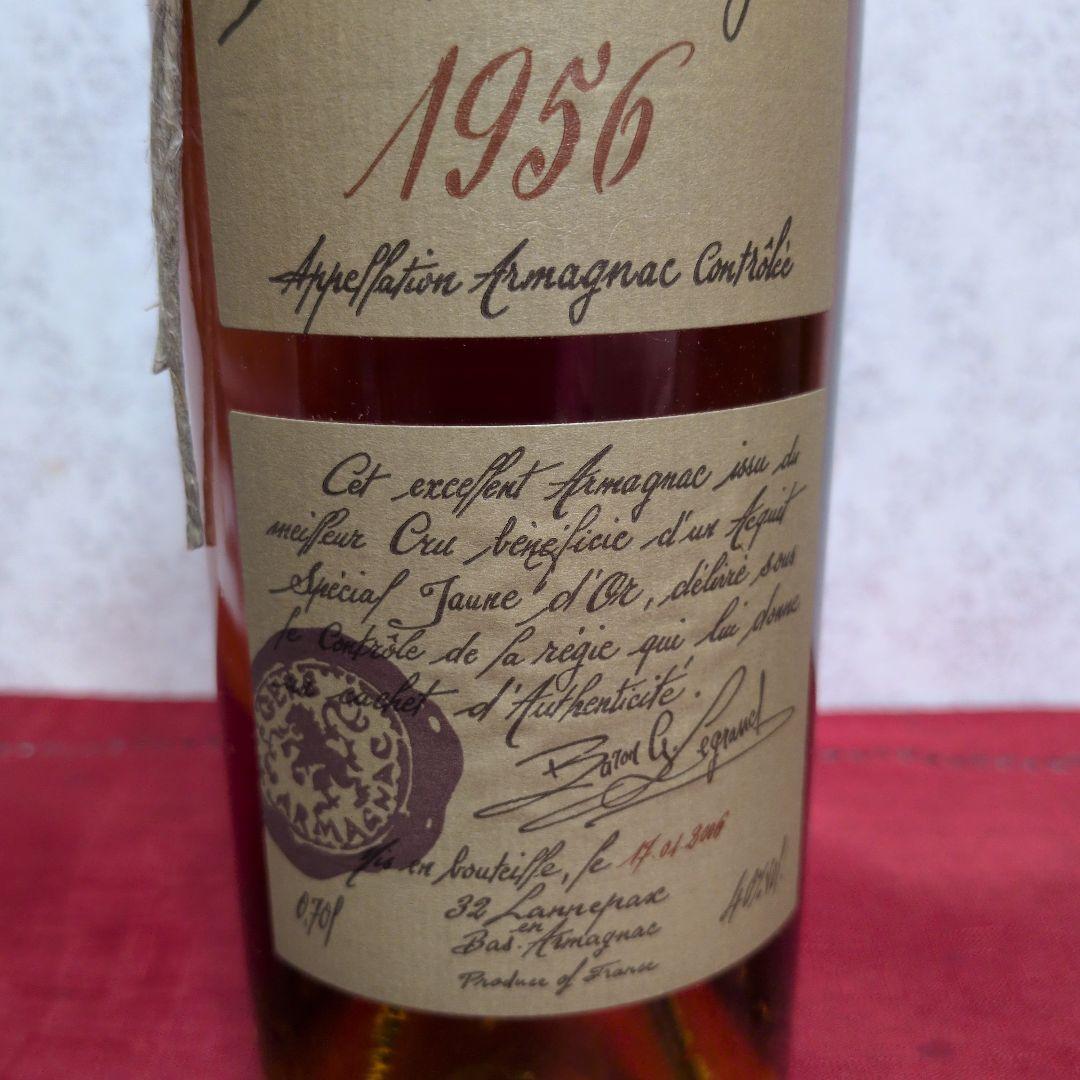 1956
Appellation Armagnac Contrôlée
Cet excellent Armagnac issu du
meilleur Cru bénéficie d'un Acquit
Spécial Jaune d'Or, délivré sous
le Contrôle de la régie qui lui donne
cachet d'Authenticité.
Baron G. Legrand
ARMAGNAC
Mis en bouteille, le 17.01.2006
0,70l
32 Lannepax
40%vol.
en
Bas-Armagnac
Produce of France